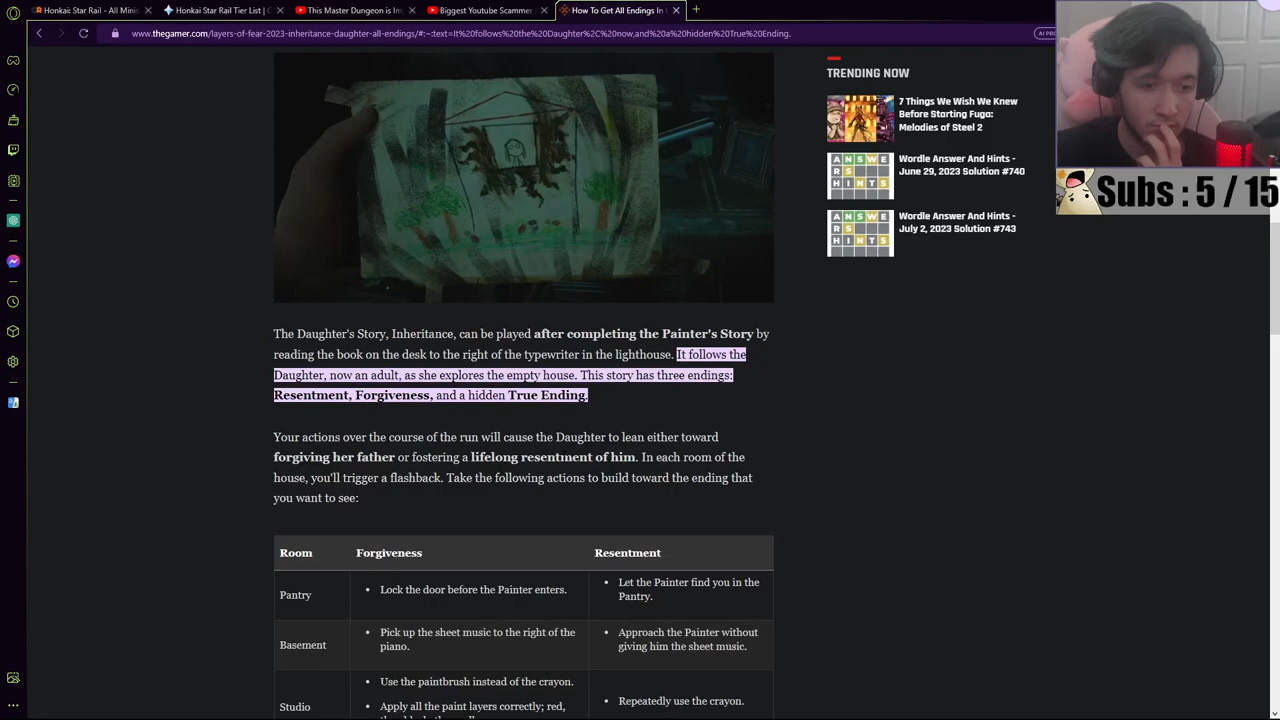 Honkai: Star Rail - All Minis
Honkai Star Rail Tier List |
This Master Dungeon is Im
Biggest Youtube Scammer
How To Get All Endings In
www.thegamer.com/layers-of-fear-2023-inheritance-daughter-all-endings/#:~:text=It%20follows%20the%20Daughter%2C%20now,and%20a%20hidden%20True%20Ending.
AI PRO
TRENDING NOW
7 Things We Wish We Knew
Before Starting Fuga:
Melodies of Steel 2
ANSWE
RS
HINTS
Wordle Answer And Hints -
June 29, 2023 Solution #740
ANSWE
RS
HINTS
Wordle Answer And Hints -
July 2, 2023 Solution #743
Subs : 5 / 15
The Daughter's Story, Inheritance, can be played after completing the Painter's Story by
reading the book on the desk to the right of the typewriter in the lighthouse. It follows the
Daughter, now an adult, as she explores the empty house. This story has three endings:
Resentment, Forgiveness, and a hidden True Ending.
Your actions over the course of the run will cause the Daughter to lean either toward
forgiving her father or fostering a lifelong resentment of him. In each room of the
house, you'll trigger a flashback. Take the following actions to build toward the ending that
you want to see:
Room Forgiveness Resentment
Pantry
Lock the door before the Painter enters.
Let the Painter find you in the
Pantry.
Basement
Pick up the sheet music to the right of the
piano.
Approach the Painter without
giving him the sheet music.
Studio
Use the paintbrush instead of the crayon.
Apply all the paint layers correctly; red,
Repeatedly use the crayon.